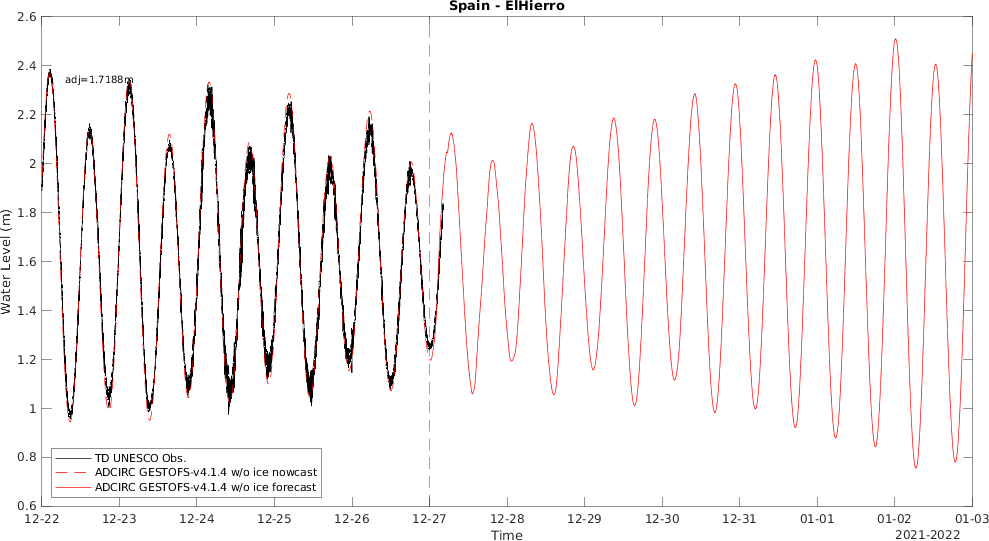 Spain - ElHierro
2.6
2.4
2.2
2
1.8
1.6
1.4
1.2
1
0.8
0.6
Water Level (m)
adj=1.7188m
TD UNESCO Obs.
ADCIRC GESTOFS-v4.1.4 w/o ice nowcast
ADCIRC GESTOFS-v4.1.4 w/o ice forecast
12-22 12-23 12-24 12-25 12-26 12-27 12-28 12-29 12-30 12-31 01-01 01-02 01-03
Time
2021-2022